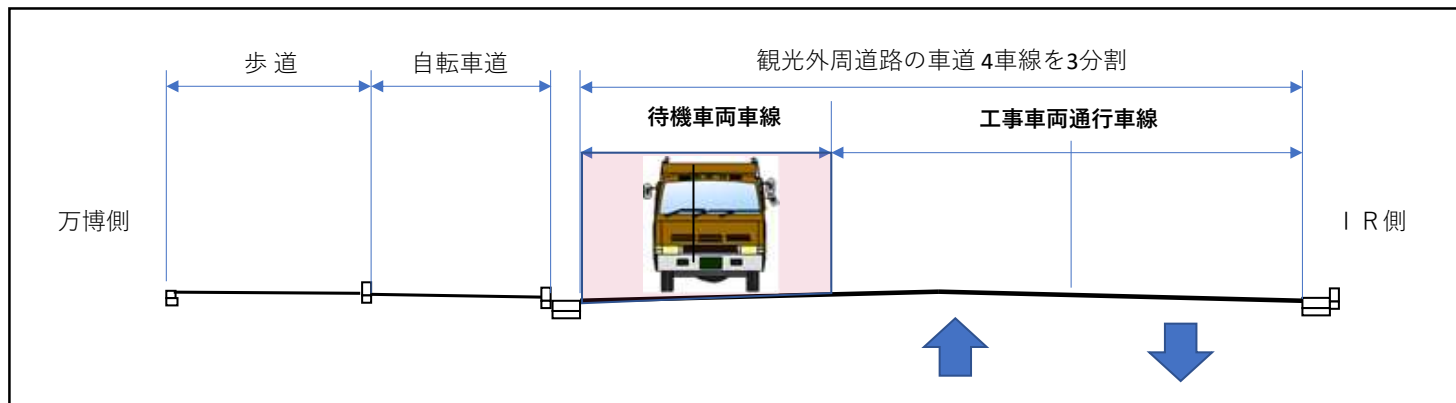 歩 道
自転車道
観光外周道路の車道 4車線を3分割
待機車両車線
工事車両通行車線
万博側
ＩＲ側